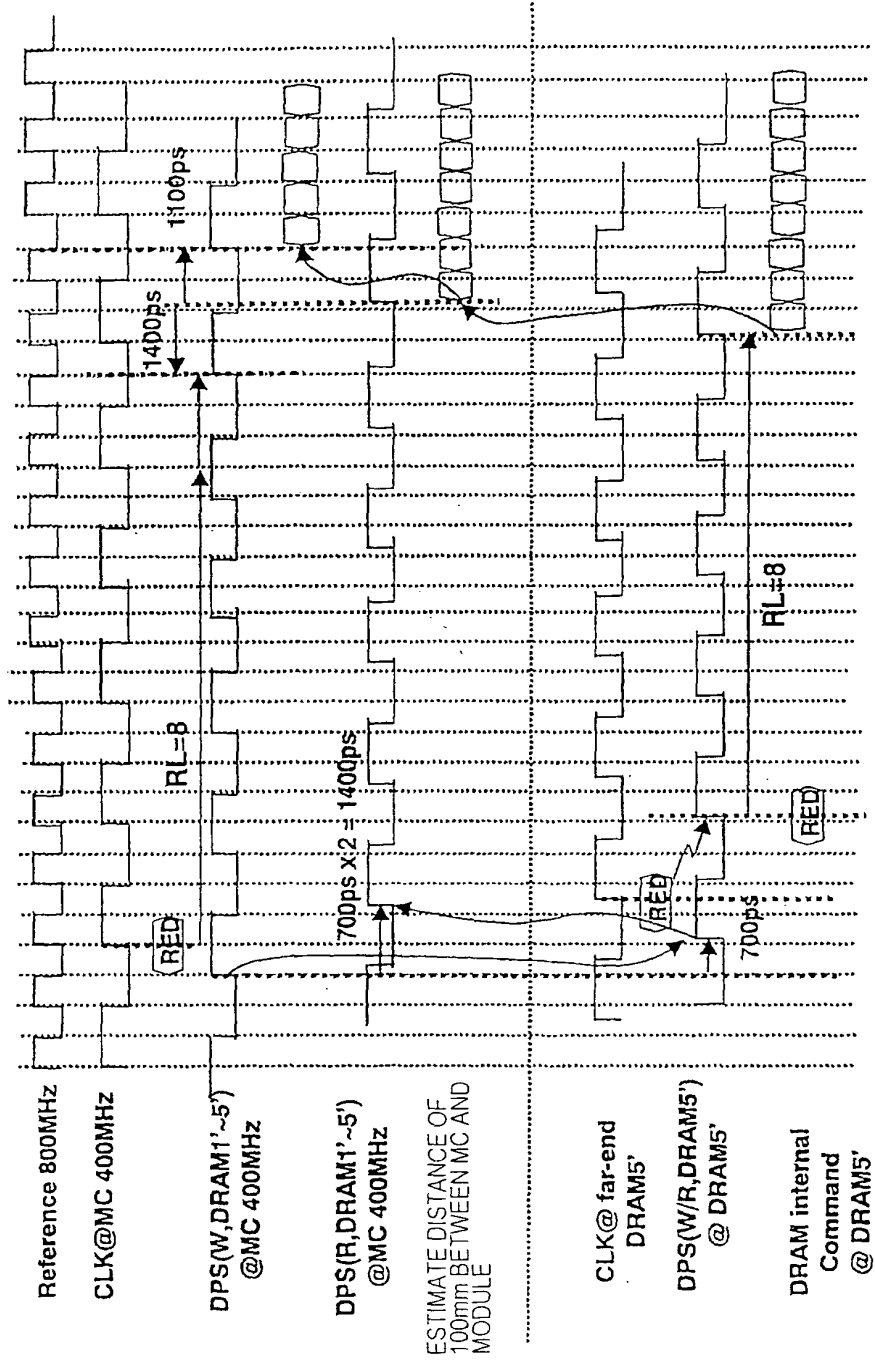 Reference 800MHz
CLK@MC 400MHz
RED
RL=8
1400ps
1100ps
DPS(W,DRAM1'~5')
@MC 400MHz
DPS(R,DRAM1'~5')
@MC 400MHz
700ps x 2 = 1400ps
ESTIMATE DISTANCE OF
100mm BETWEEN MC AND
MODULE
CLK@ far-end
DRAM5'
RED
DPS(W/R,DRAM5')
@ DRAM5'
700ps
RL=8
DRAM internal
Command
@ DRAM5'
RED